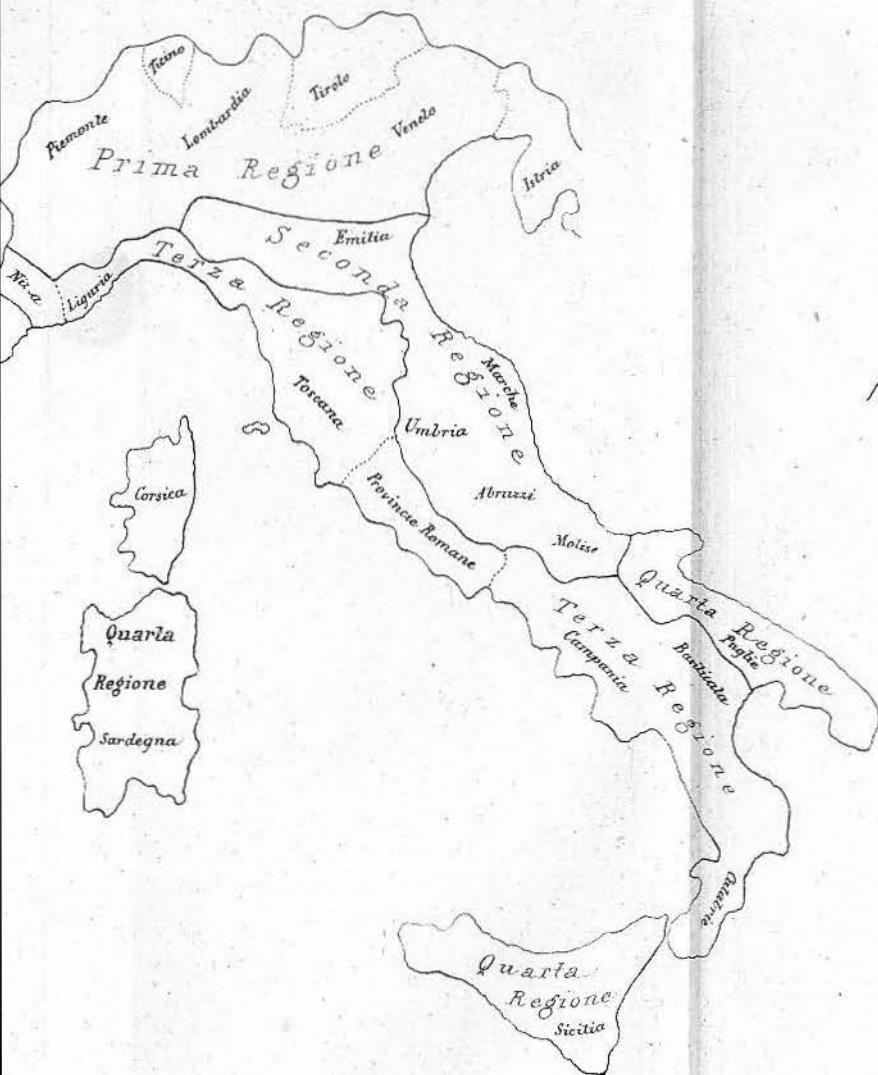 Ticino
Piemonte
Lombardia
Tirolo
Veneto
Prima Regione
Istria
Emilia
Seconda Regione
Nizza
Liguria
Terza Regione
Toscana
Marche
Umbria
Corsica
Abruzzi
Provincie Romane
Molise
Quarta Regione
Puglie
Quarta
Regione
Sardegna
Terza Regione
Campania
Basilicata
Calabrie
Quarta
Regione
Sicilia